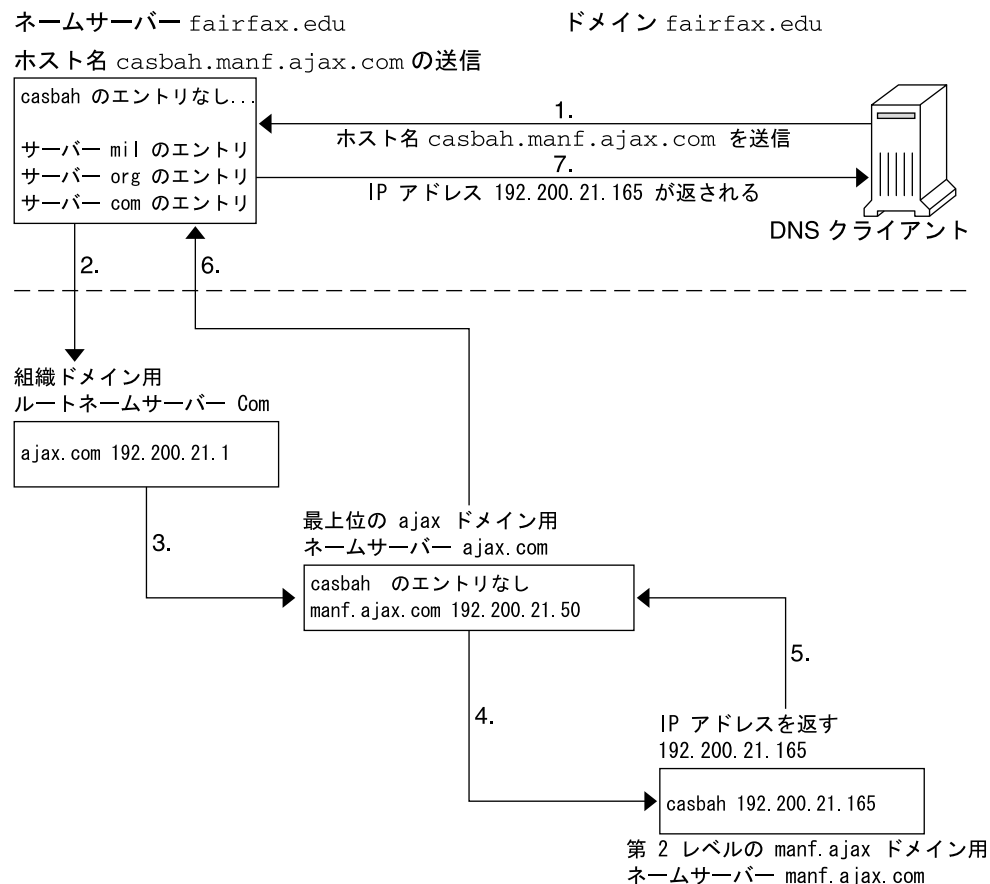 ネームサーバー fairfax.edu
ドメイン fairfax.edu
ホスト名 casbah.manf.ajax.com の送信
casbah のエントリなし...
サーバー mil のエントリ
サーバー org のエントリ
サーバー com のエントリ
1.
ホスト名 casbah.manf.ajax.com を送信
7.
IP アドレス 192.200.21.165 が返される
DNS クライアント
2.
6.
組織ドメイン用
ルートネームサーバー Com
ajax.com 192.200.21.1
3.
最上位の ajax ドメイン用
ネームサーバー ajax.com
casbah のエントリなし
manf.ajax.com 192.200.21.50
4.
5.
IP アドレスを返す
192.200.21.165
casbah 192.200.21.165
第 2 レベルの manf.ajax ドメイン用
ネームサーバー manf.ajax.com